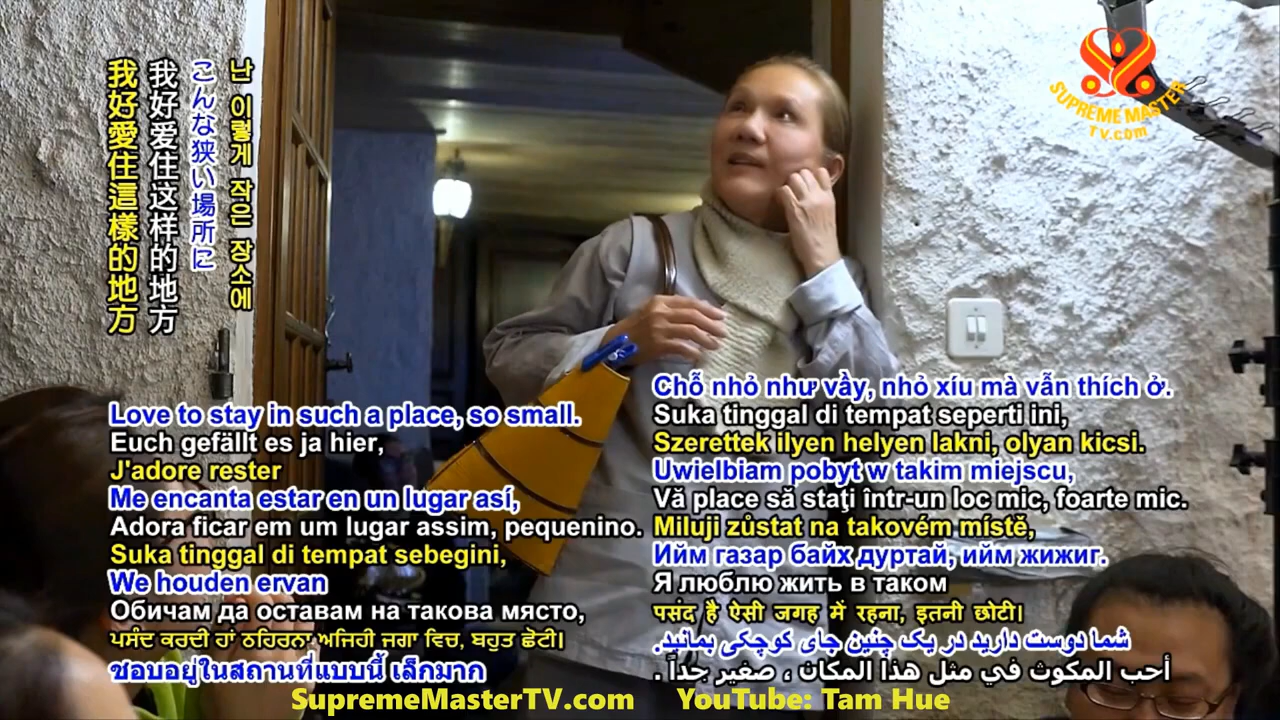 SUPREME MASTER
TV.com
난 이렇게 작은 장소에
こんな狭い場所に
我好爱住这样的地方
我好愛住這樣的地方
Love to stay in such a place, so small.
Euch gefällt es ja hier,
J'adore rester
Me encanta estar en un lugar así,
Adora ficar em um lugar assim, pequenino.
Suka tinggal di tempat sebegini,
We houden ervan
Обичам да оставам на такова място,
ਪਸੰਦ ਕਰਦੀ ਹਾਂ ਠਹਿਰਨਾ ਅਜਿਹੀ ਜਗਾ ਵਿਚ, ਬਹੁਤ ਛੋਟੀ।
ชอบอยู่ในสถานที่แบบนี้ เล็กมาก
Chỗ nhỏ như vầy, nhỏ xíu mà vẫn thích ở.
Suka tinggal di tempat seperti ini,
Szerettek ilyen helyen lakni, olyan kicsi.
Uwielbiam pobyt w takim miejscu,
Vă place să staţi într-un loc mic, foarte mic.
Miluji zůstat na takovém místě,
Ийм газар байх дуртай, ийм жижиг.
Я люблю жить в таком
पसंद है ऐसी जगह में रहना, इतनी छोटी।
شما دوست دارید در یک چنین جای کوچکی بمانید.
أحب المكوث في مثل هذا المكان ، صغير جداً .
SupremeMasterTV.com YouTube: Tam Hue